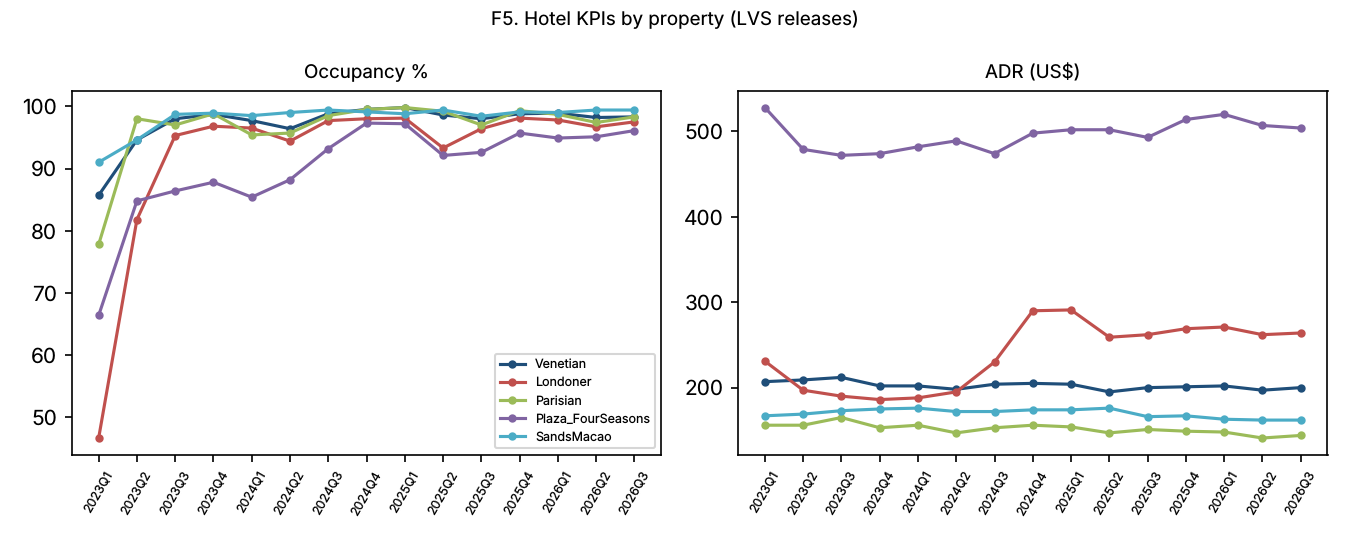 F5. Hotel KPIs by property (LVS releases)
Occupancy %
100
90
80
70
60
50
2023Q1
2023Q2
2023Q3
2023Q4
2024Q1
2024Q2
2024Q3
2024Q4
2025Q1
2025Q2
2025Q3
2025Q4
2026Q1
2026Q2
2026Q3
Venetian
Londoner
Parisian
Plaza_FourSeasons
SandsMacao
ADR (US$)
500
400
300
200
2023Q1
2023Q2
2023Q3
2023Q4
2024Q1
2024Q2
2024Q3
2024Q4
2025Q1
2025Q2
2025Q3
2025Q4
2026Q1
2026Q2
2026Q3